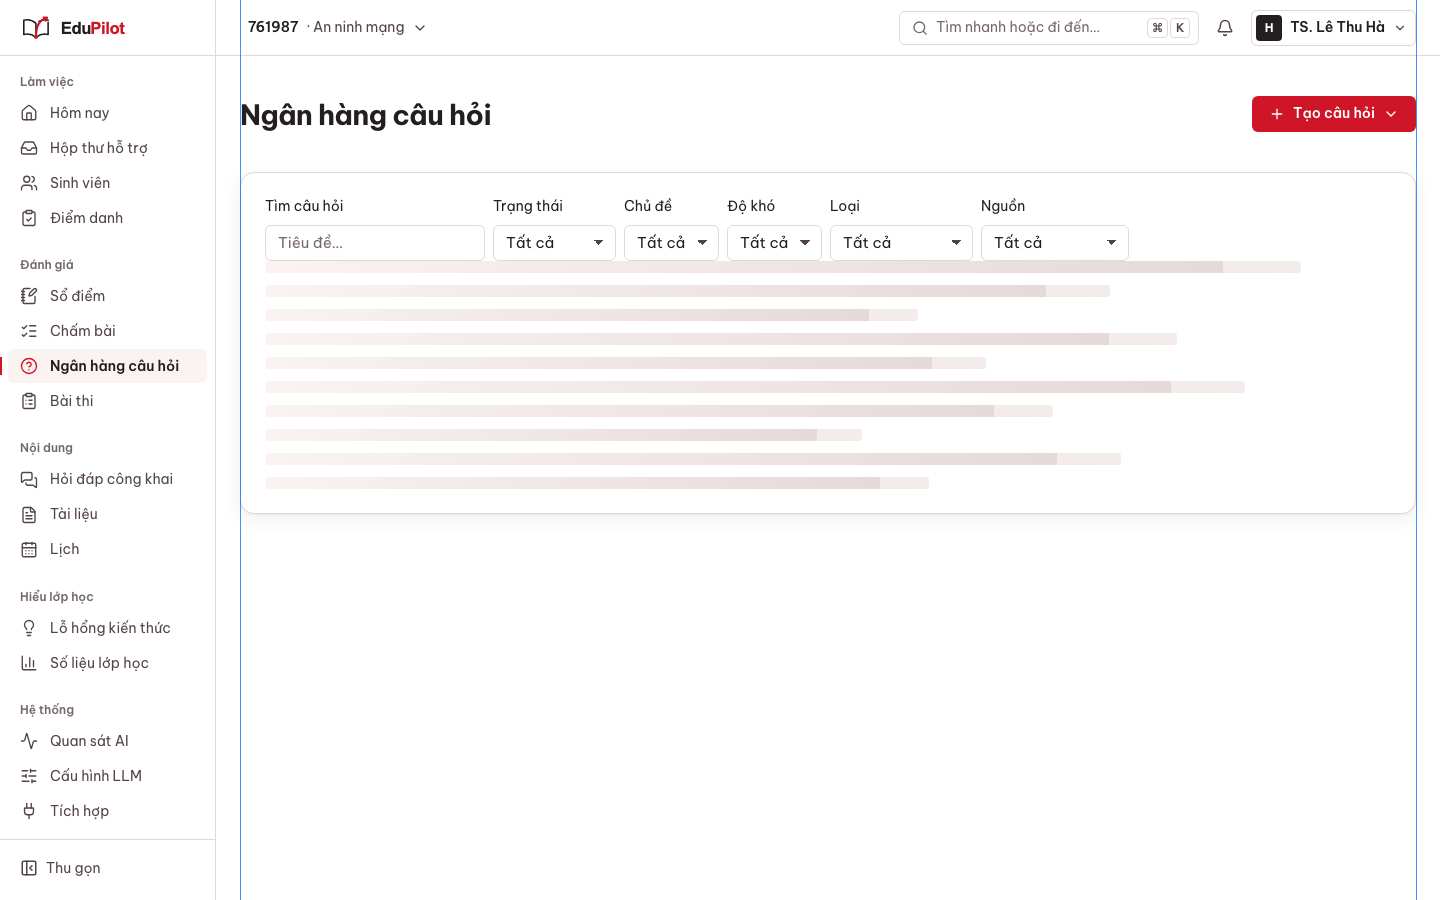 EduPilot
761987 · An ninh mạng
Tìm nhanh hoặc đi đến...
⌘ K
H
TS. Lê Thu Hà
Làm việc
Hôm nay
Hộp thư hỗ trợ
Sinh viên
Điểm danh
Đánh giá
Sổ điểm
Chấm bài
Ngân hàng câu hỏi
Bài thi
Nội dung
Hỏi đáp công khai
Tài liệu
Lịch
Hiểu lớp học
Lỗ hổng kiến thức
Số liệu lớp học
Hệ thống
Quan sát AI
Cấu hình LLM
Tích hợp
Thu gọn
Ngân hàng câu hỏi
Tạo câu hỏi
Tìm câu hỏi Trạng thái Chủ đề Độ khó Loại Nguồn
Tiêu đề... Tất cả Tất cả Tất cả Tất cả Tất cả